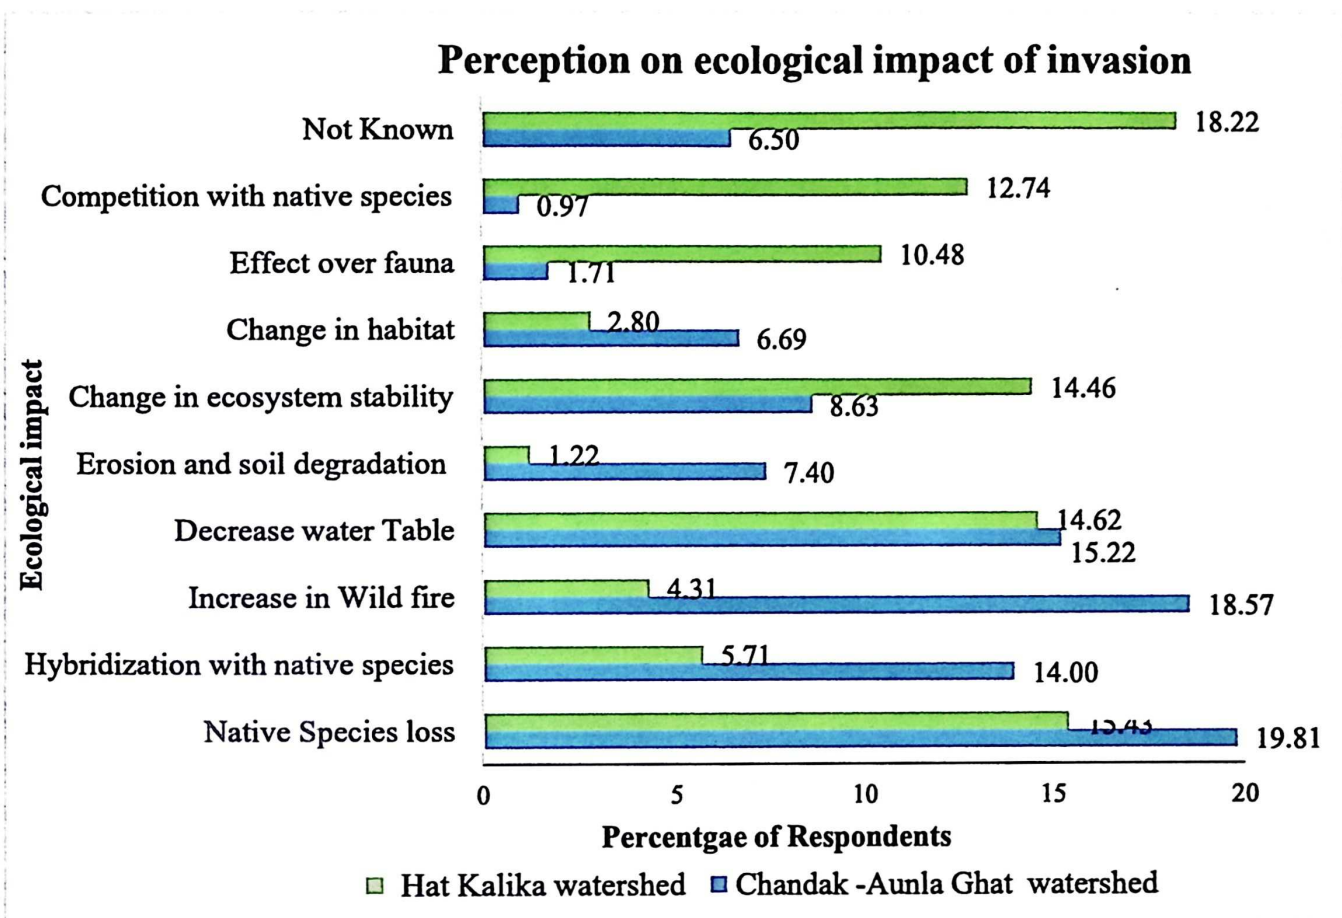 Perception on ecological impact of invasion
Not Known
18.22
6.50
Competition with native species
12.74
0.97
Effect over fauna
10.48
1.71
Change in habitat
2.80
6.69
Change in ecosystem stability
14.46
8.63
Erosion and soil degradation
1.22
7.40
Decrease water Table
14.62
15.22
Increase in Wild fire
4.31
18.57
Hybridization with native species
5.71
14.00
Native Species loss
15.43
19.81
Ecological impact
0 5 10 15 20
Percentgae of Respondents
Hat Kalika watershed Chandak -Aunla Ghat watershed